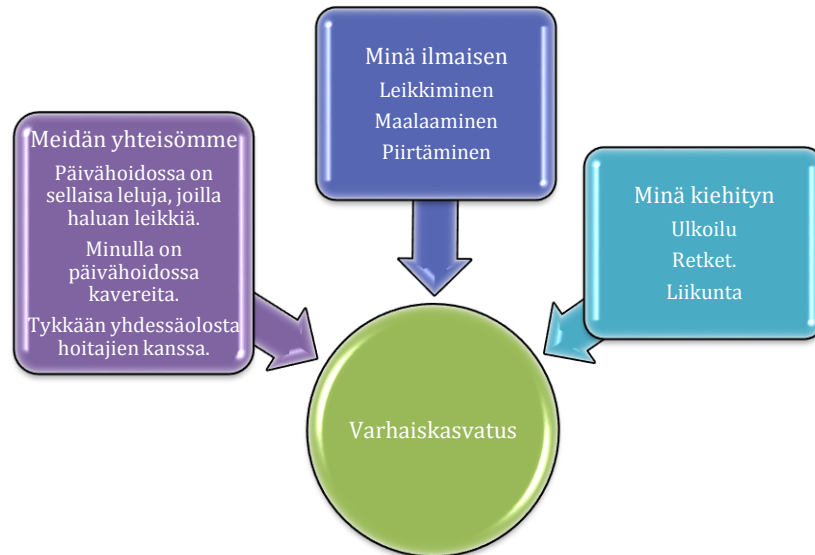 Meidän yhteisömme
Päivähoidossa on
sellaisa leluja, joilla
haluan leikkiä.
Minulla on
päivähoidossa
kavereita.
Tykkään yhdessäolosta
hoitajien kanssa.
Minä ilmaisen
Leikkiminen
Maalaaminen
Piirtäminen
Minä kiehityn
Ulkoilu
Retket.
Liikunta
Varhaiskasvatus